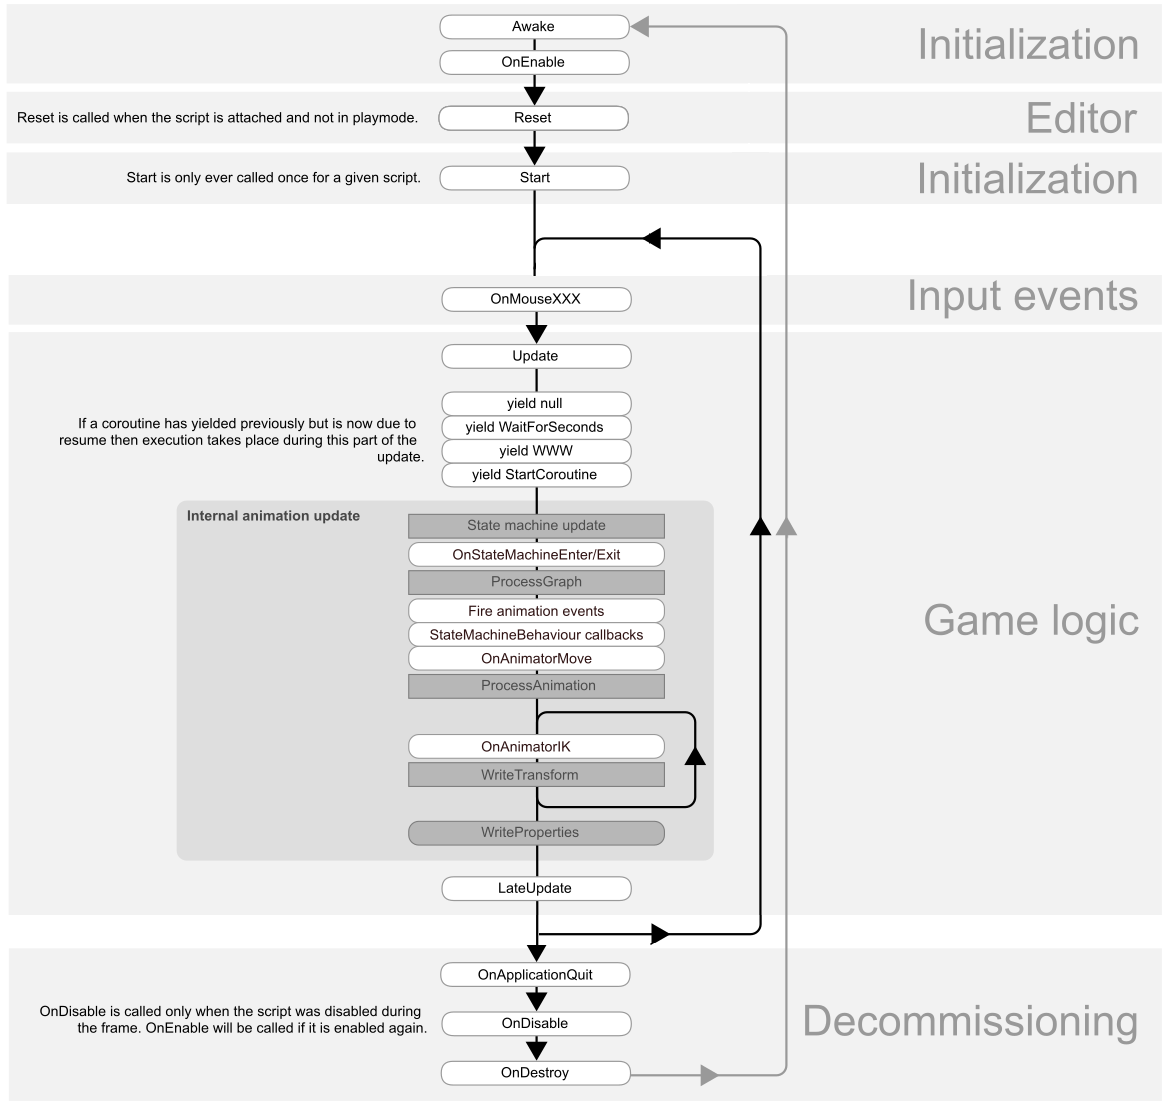 Awake
Initialization
OnEnable
Reset is called when the script is attached and not in playmode.
Reset
Editor
Start is only ever called once for a given script.
Start
Initialization
OnMouseXXX
Input events
Update
yield null
If a coroutine has yielded previously but is now due to
resume then execution takes place during this part of the
update.
yield WaitForSeconds
yield WWW
yield StartCoroutine
Internal animation update
State machine update
OnStateMachineEnter/Exit
ProcessGraph
Fire animation events
StateMachineBehaviour callbacks
OnAnimatorMove
Game logic
ProcessAnimation
OnAnimatorIK
WriteTransform
WriteProperties
LateUpdate
OnApplicationQuit
OnDisable is called only when the script was disabled during
the frame. OnEnable will be called if it is enabled again.
OnDisable
Decommissioning
OnDestroy